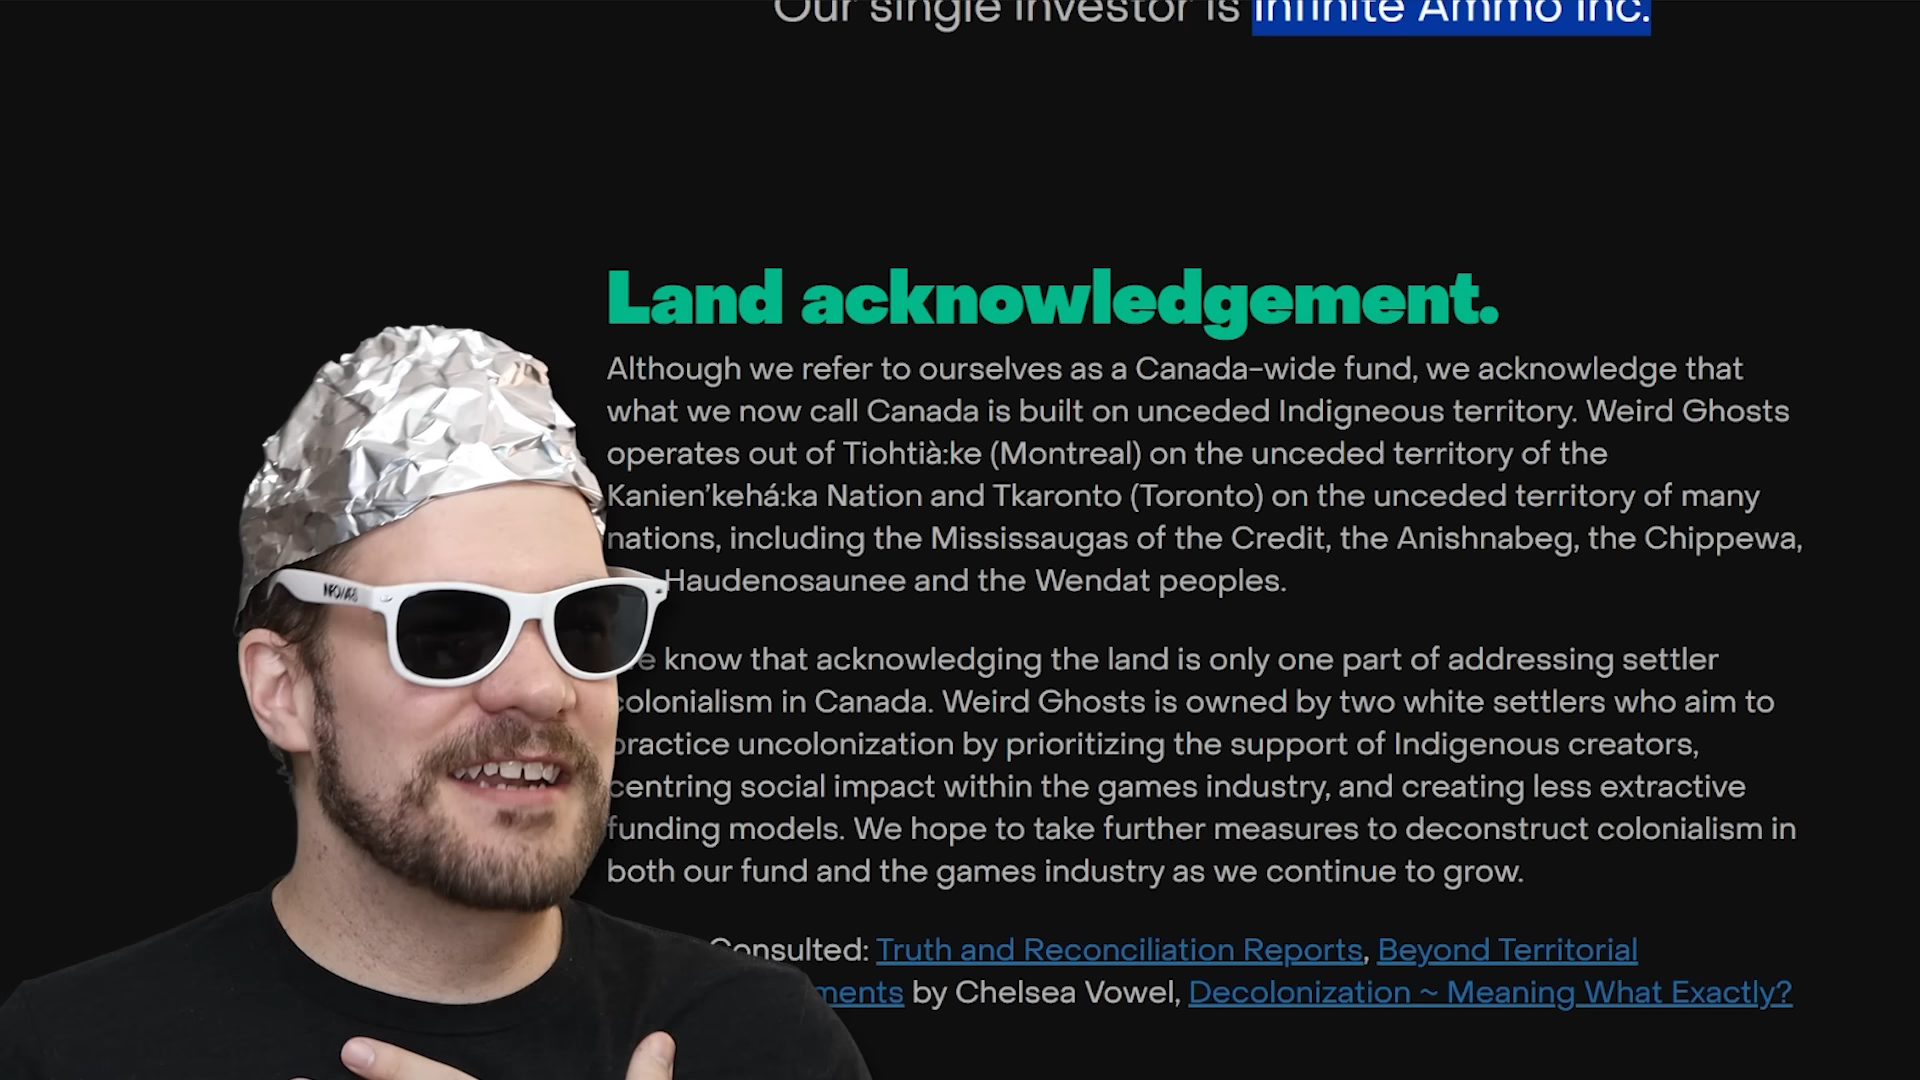 Our single investor is Infinite Ammo Inc.
Land acknowledgement.
Although we refer to ourselves as a Canada-wide fund, we acknowledge that
what we now call Canada is built on unceded Indigneous territory. Weird Ghosts
operates out of Tiohtià:ke (Montreal) on the unceded territory of the
Kanien’kehá:ka Nation and Tkaronto (Toronto) on the unceded territory of many
nations, including the Mississaugas of the Credit, the Anishnabeg, the Chippewa,
Haudenosaunee and the Wendat peoples.
know that acknowledging the land is only one part of addressing settler
colonialism in Canada. Weird Ghosts is owned by two white settlers who aim to
practice uncolonization by prioritizing the support of Indigenous creators,
centring social impact within the games industry, and creating less extractive
funding models. We hope to take further measures to deconstruct colonialism in
both our fund and the games industry as we continue to grow.
Consulted: Truth and Reconciliation Reports, Beyond Territorial
by Chelsea Vowel, Decolonization ~ Meaning What Exactly?